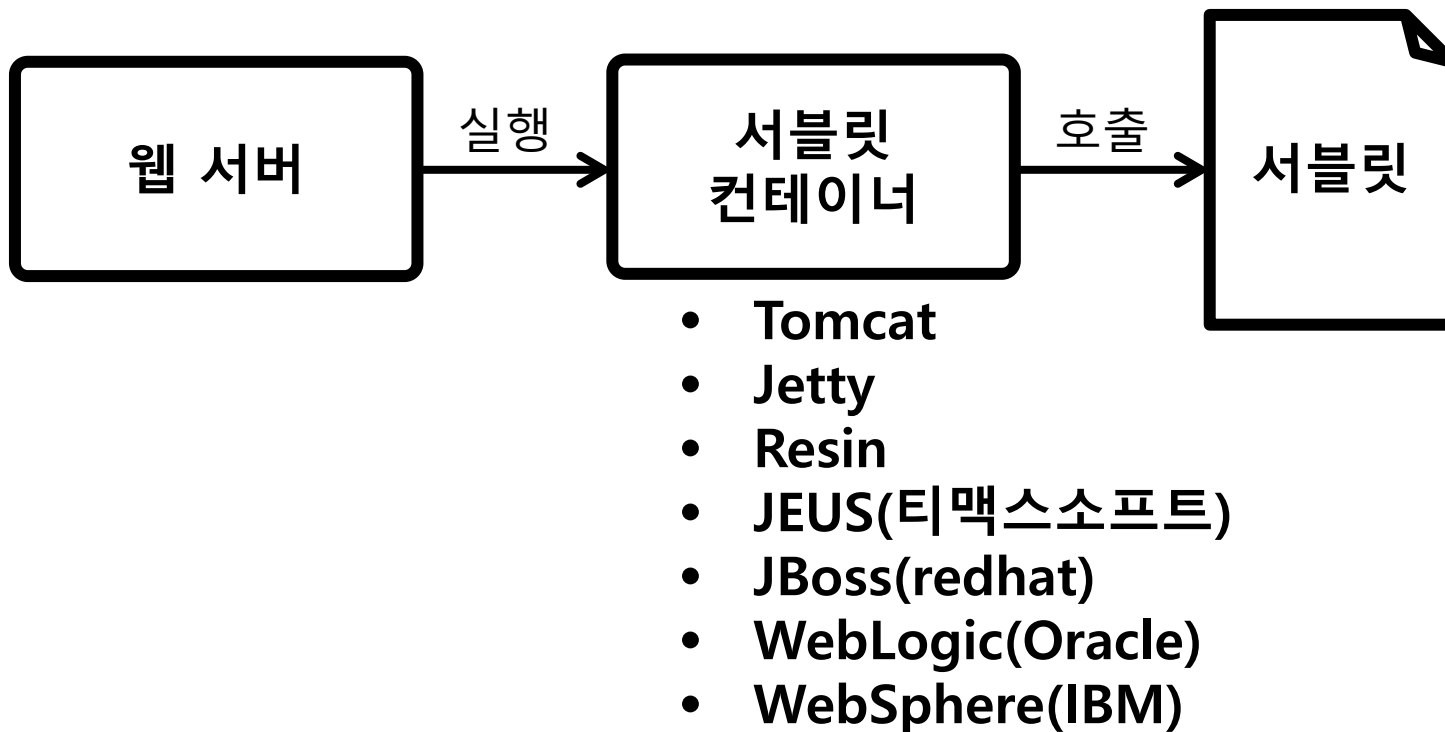 웹 서버
실행
서블릿
컨테이너
호출
서블릿
• Tomcat
• Jetty
• Resin
• JEUS(티맥스소프트)
• JBoss(redhat)
• WebLogic(Oracle)
• WebSphere(IBM)